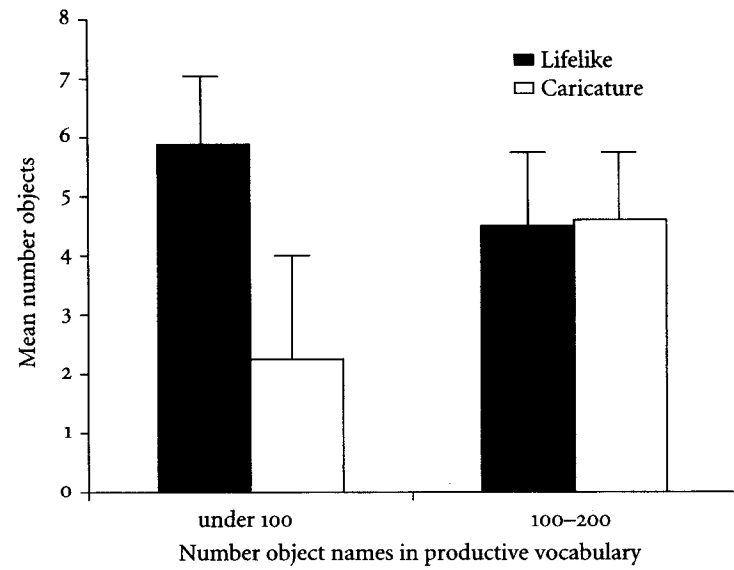 8
7
6
5
4
3
2
1
0
Mean number objects
Lifelike
Caricature
under 100
100–200
Number object names in productive vocabulary